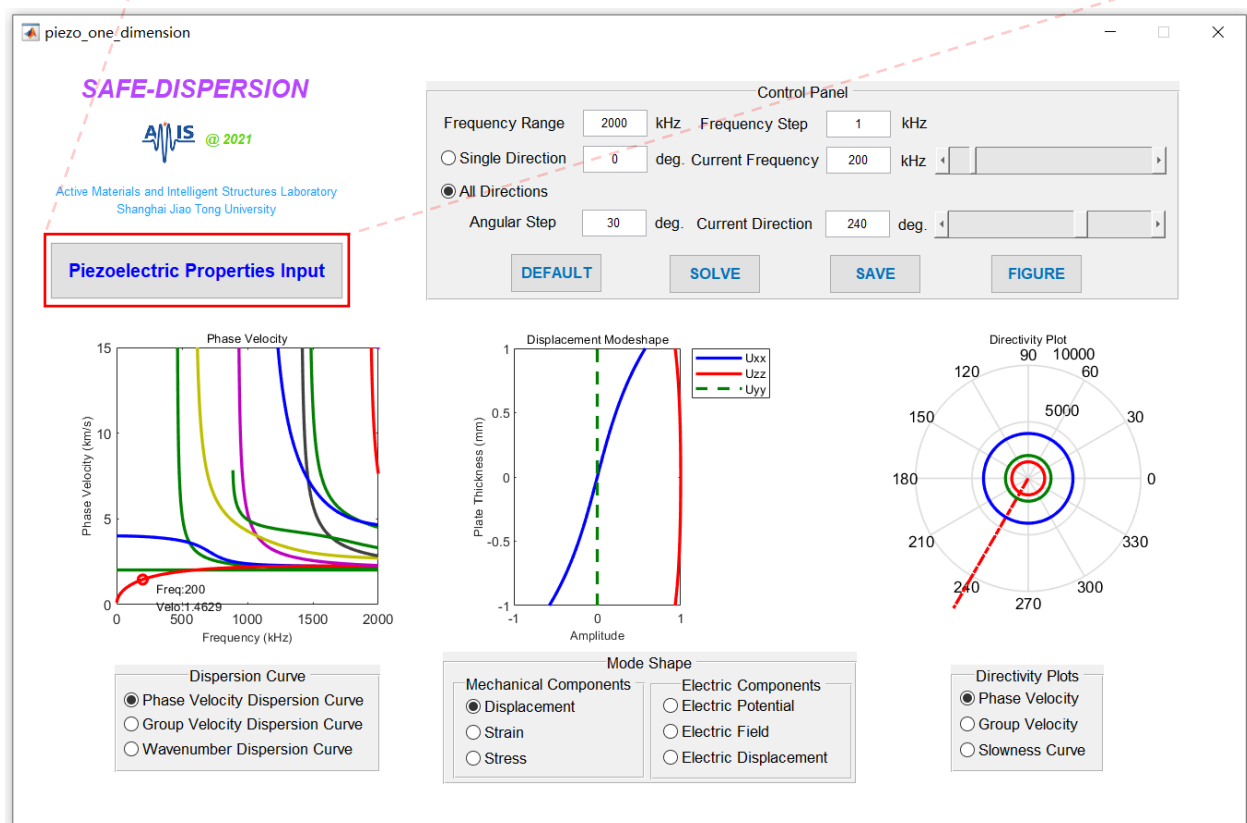 piezo_one_dimension
SAFE-DISPERSION
AMIS @ 2021
Active Materials and Intelligent Structures Laboratory
Shanghai Jiao Tong University
Piezoelectric Properties Input
Control Panel
Frequency Range 2000 kHz Frequency Step 1 kHz
Single Direction 0 deg. Current Frequency 200 kHz
All Directions
Angular Step 30 deg. Current Direction 240 deg.
DEFAULT SOLVE SAVE FIGURE
Phase Velocity
15
10
5
0
Phase Velocity (km/s)
Freq:200
Velo:1.4629
0 500 1000 1500 2000
Frequency (kHz)
Displacement Modeshape
1
0.5
0
-0.5
-1
Plate Thickness (mm)
-1 0 1
Amplitude
Uxx
Uzz
Uyy
Directivity Plot
90 10000
120 60
5000
150 30
180 0
210 330
240 300
270
Dispersion Curve
Phase Velocity Dispersion Curve
Group Velocity Dispersion Curve
Wavenumber Dispersion Curve
Mode Shape
Mechanical Components
Displacement
Strain
Stress
Electric Components
Electric Potential
Electric Field
Electric Displacement
Directivity Plots
Phase Velocity
Group Velocity
Slowness Curve